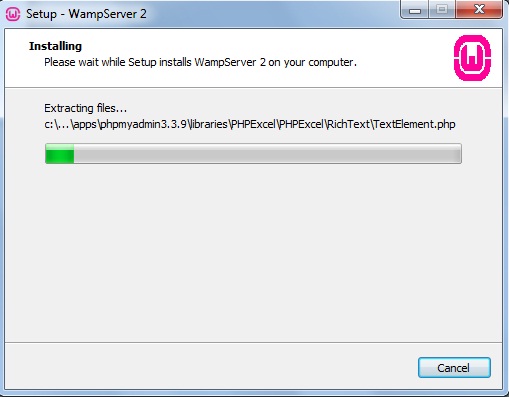 Setup - WampServer 2
Installing
Please wait while Setup installs WampServer 2 on your computer.
Extracting files...
c:\...\apps\phpmyadmin3.3.9\libraries\PHPExcel\PHPExcel\RichText\TextElement.php
Cancel